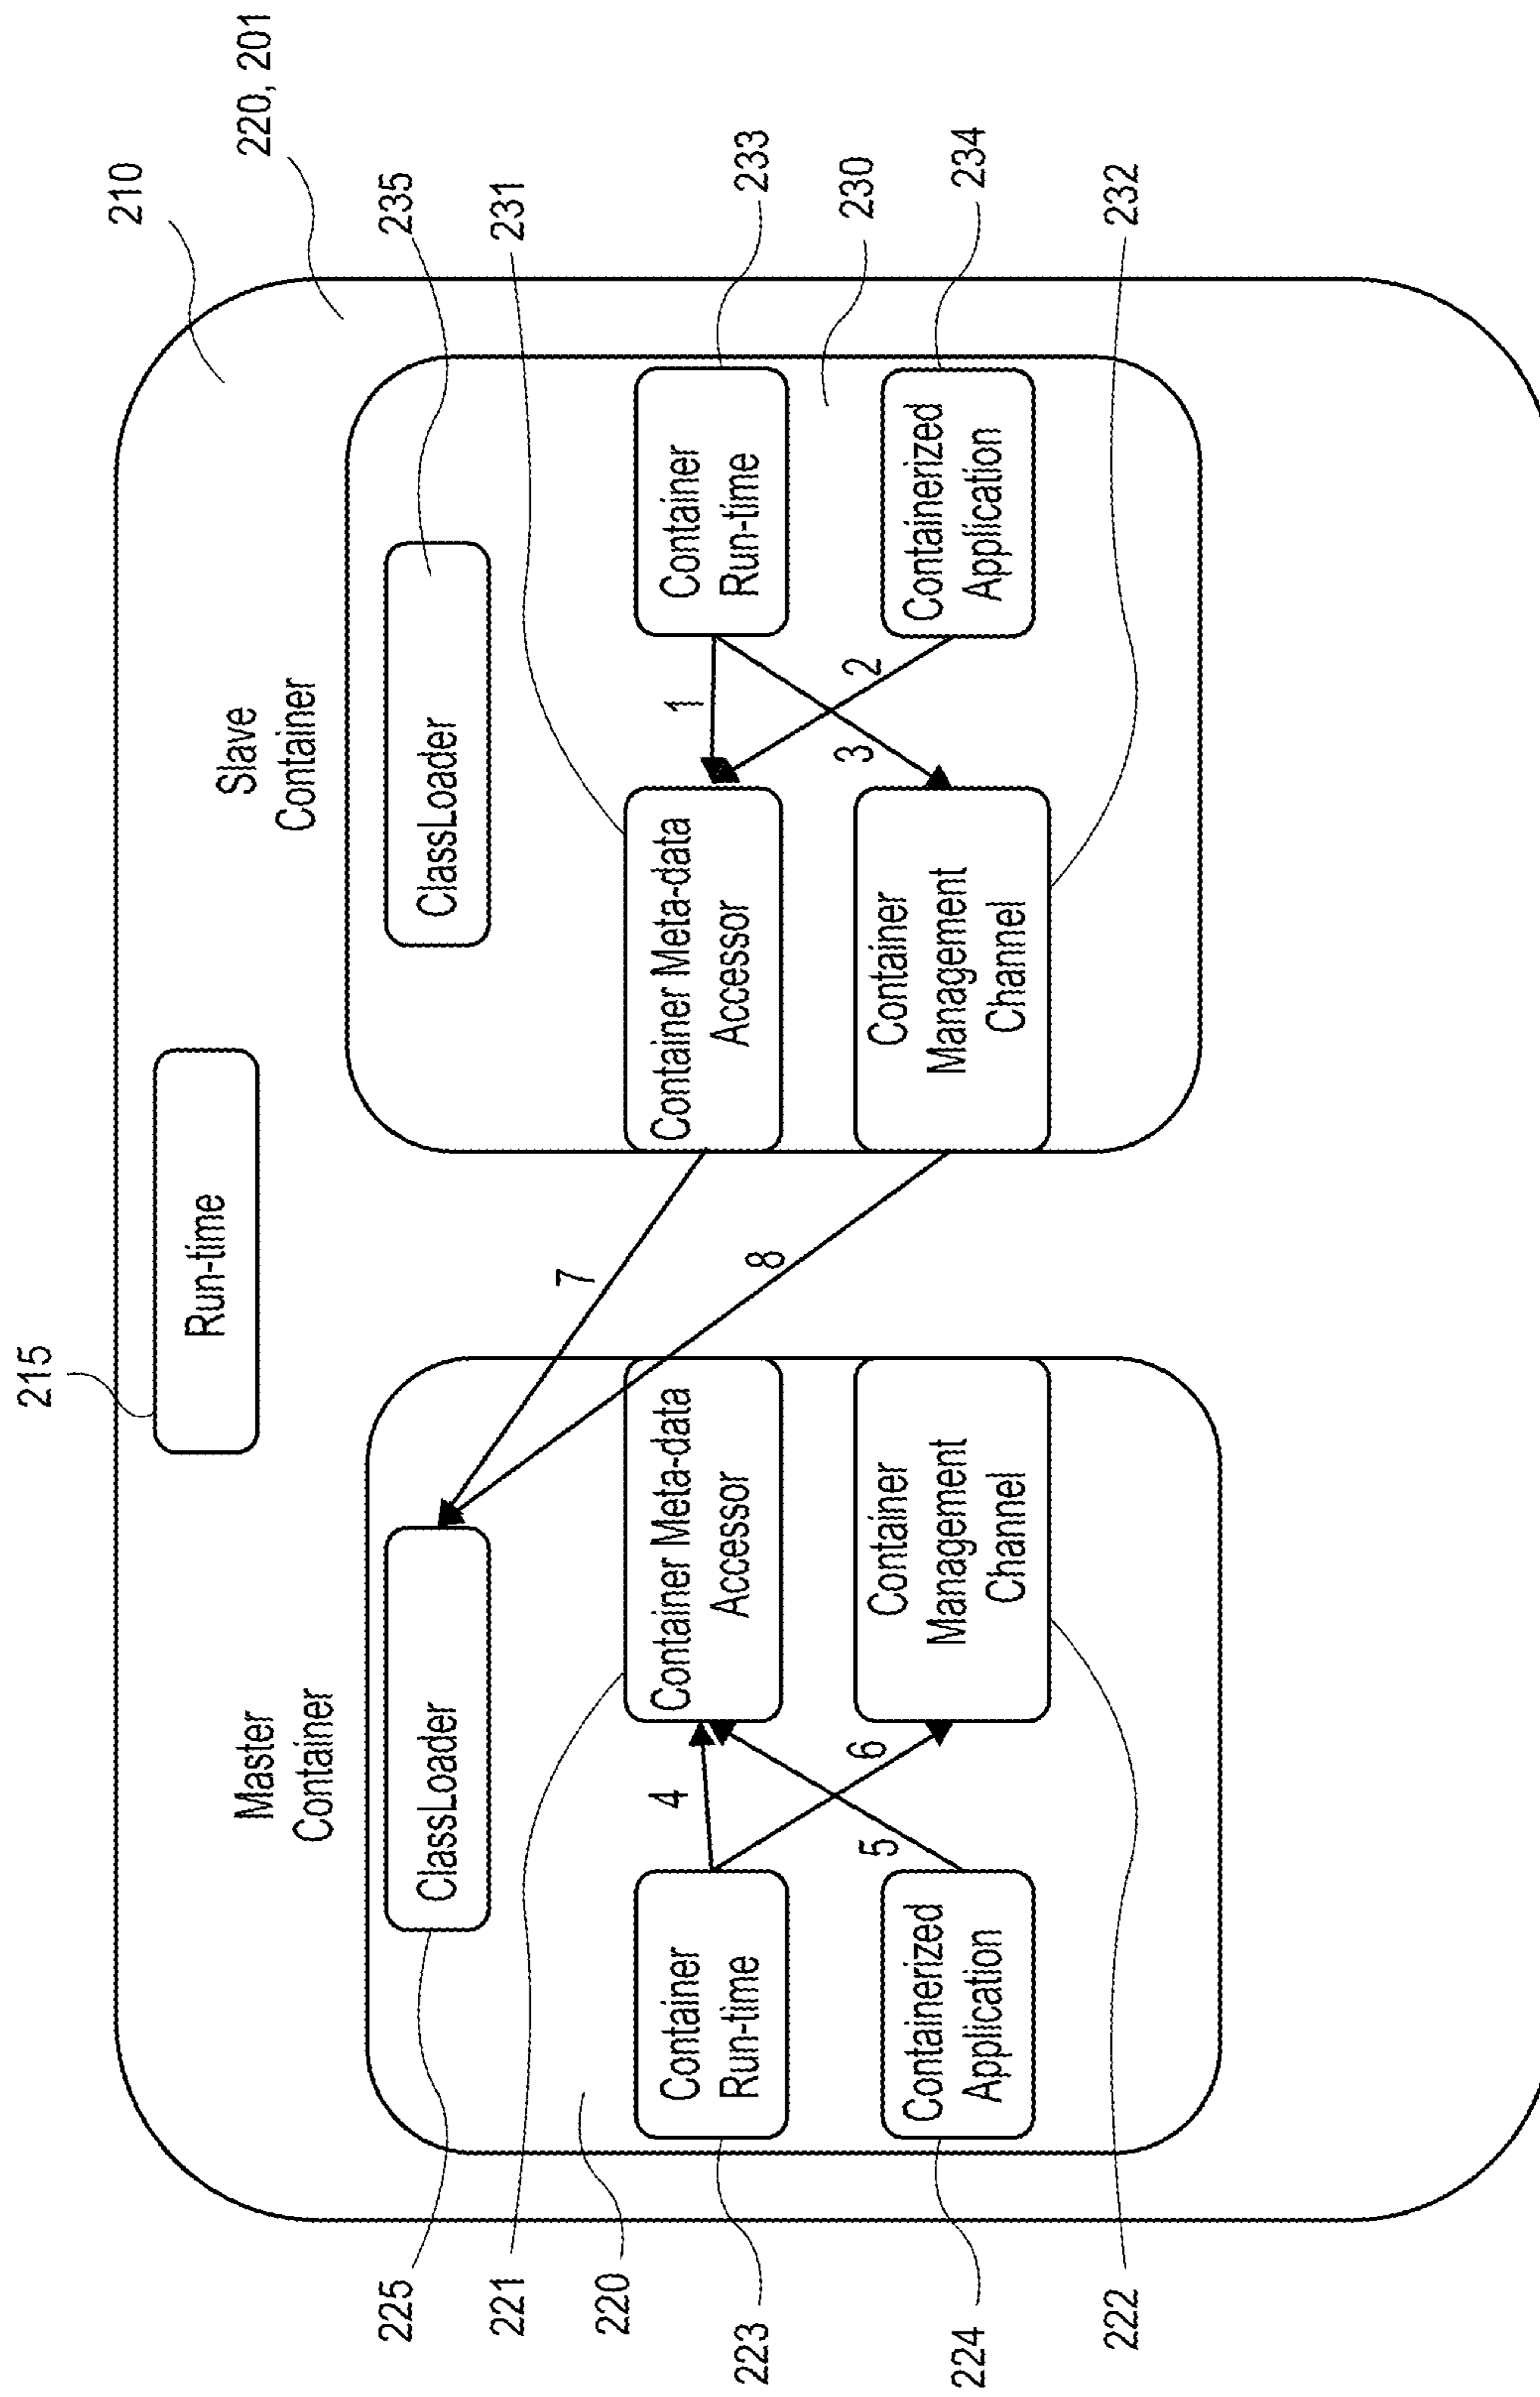 215
210
220, 201
Run-time
Master
Container
Slave
Container
225
ClassLoader
ClassLoader
235
221
231
220
223
Container
Run-time
4
Container Meta-data
Accessor
7
Container Meta-data
Accessor
1
Container
Run-time
233
6
8
3
2
230
5
224
Containerized
Application
Container
Management
Channel
Container
Management
Channel
Containerized
Application
234
222
232